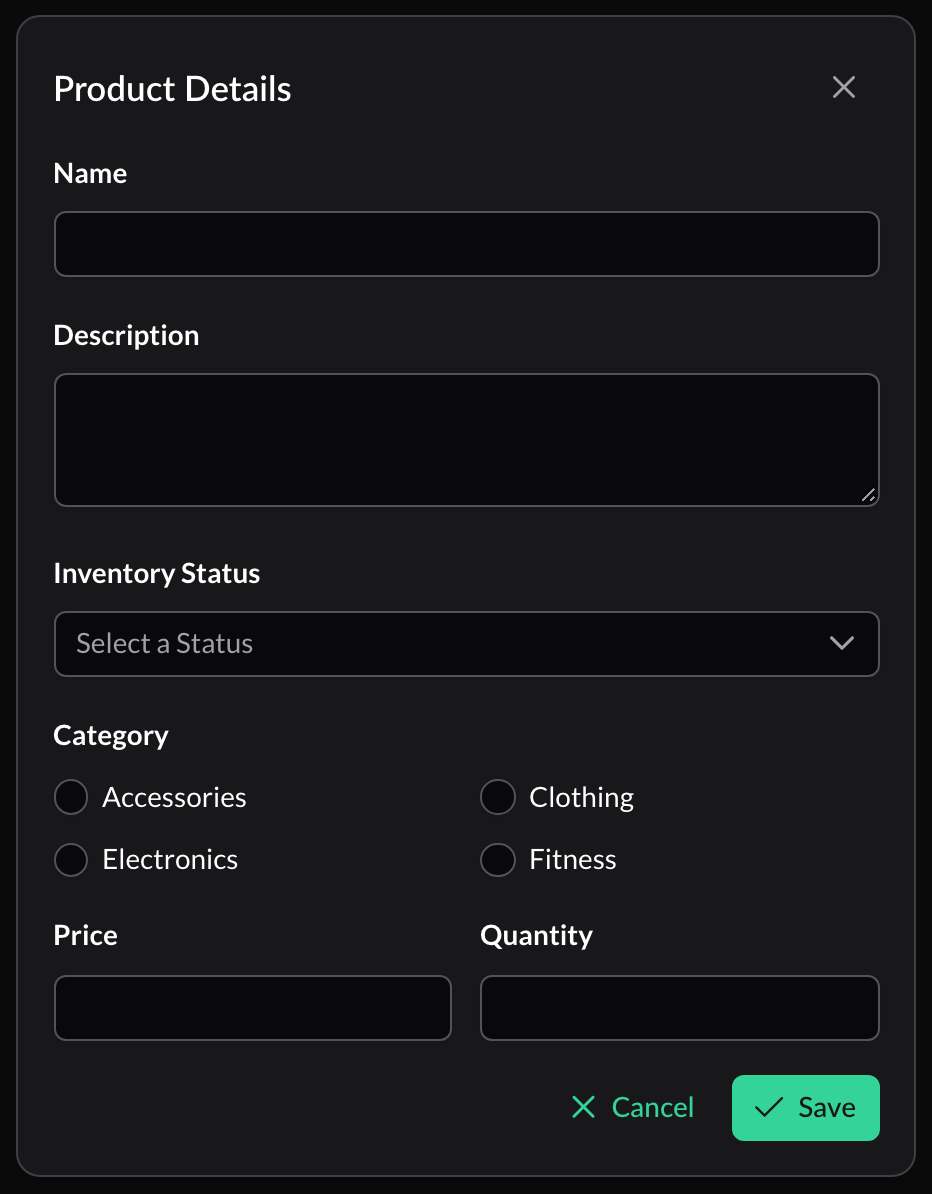 Product Details
Name
Description
Inventory Status
Select a Status
Category
Accessories
Clothing
Electronics
Fitness
Price
Quantity
Cancel
Save